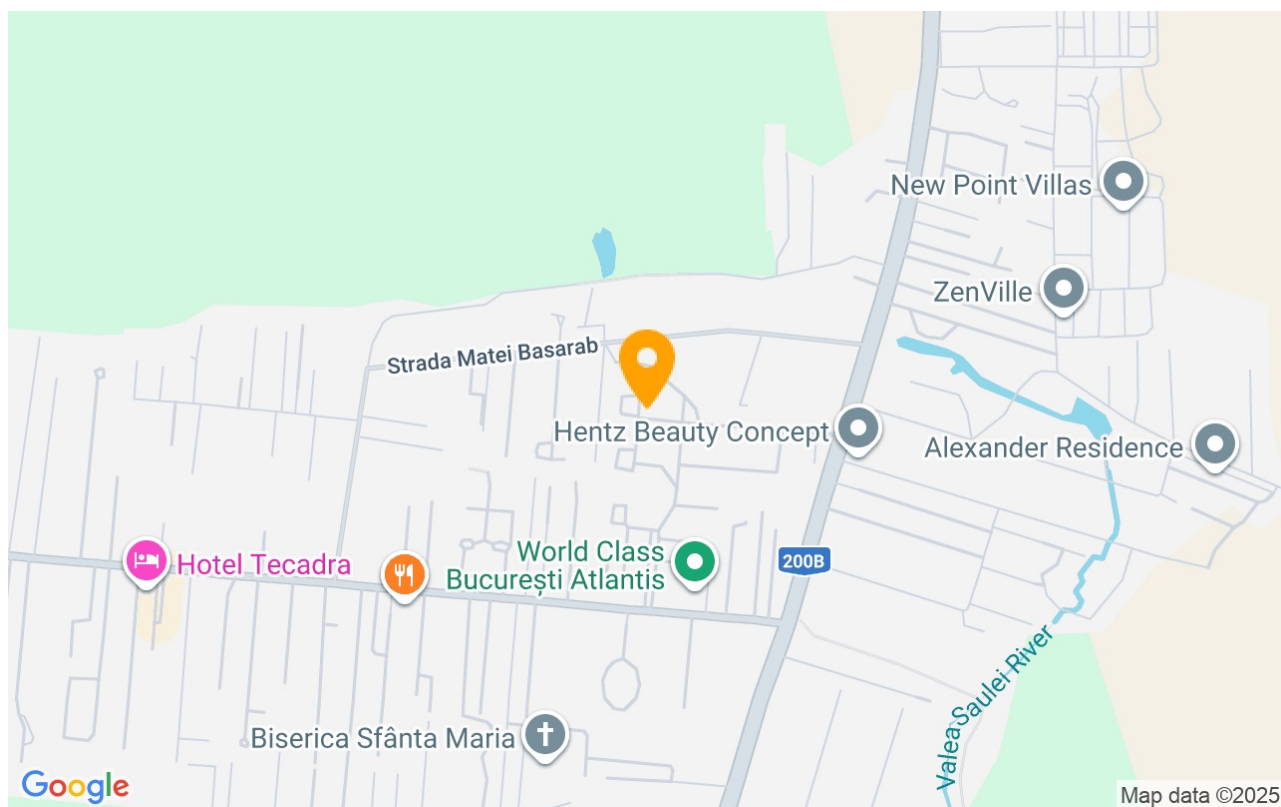 New Point Villas
ZenVille
Strada Matei Basarab
Hentz Beauty Concept
Alexander Residence
Hotel Tecadra
World Class
București Atlantis
200B
Valea Saulei River
Biserica Sfânta Maria
Google
Map data ©2025